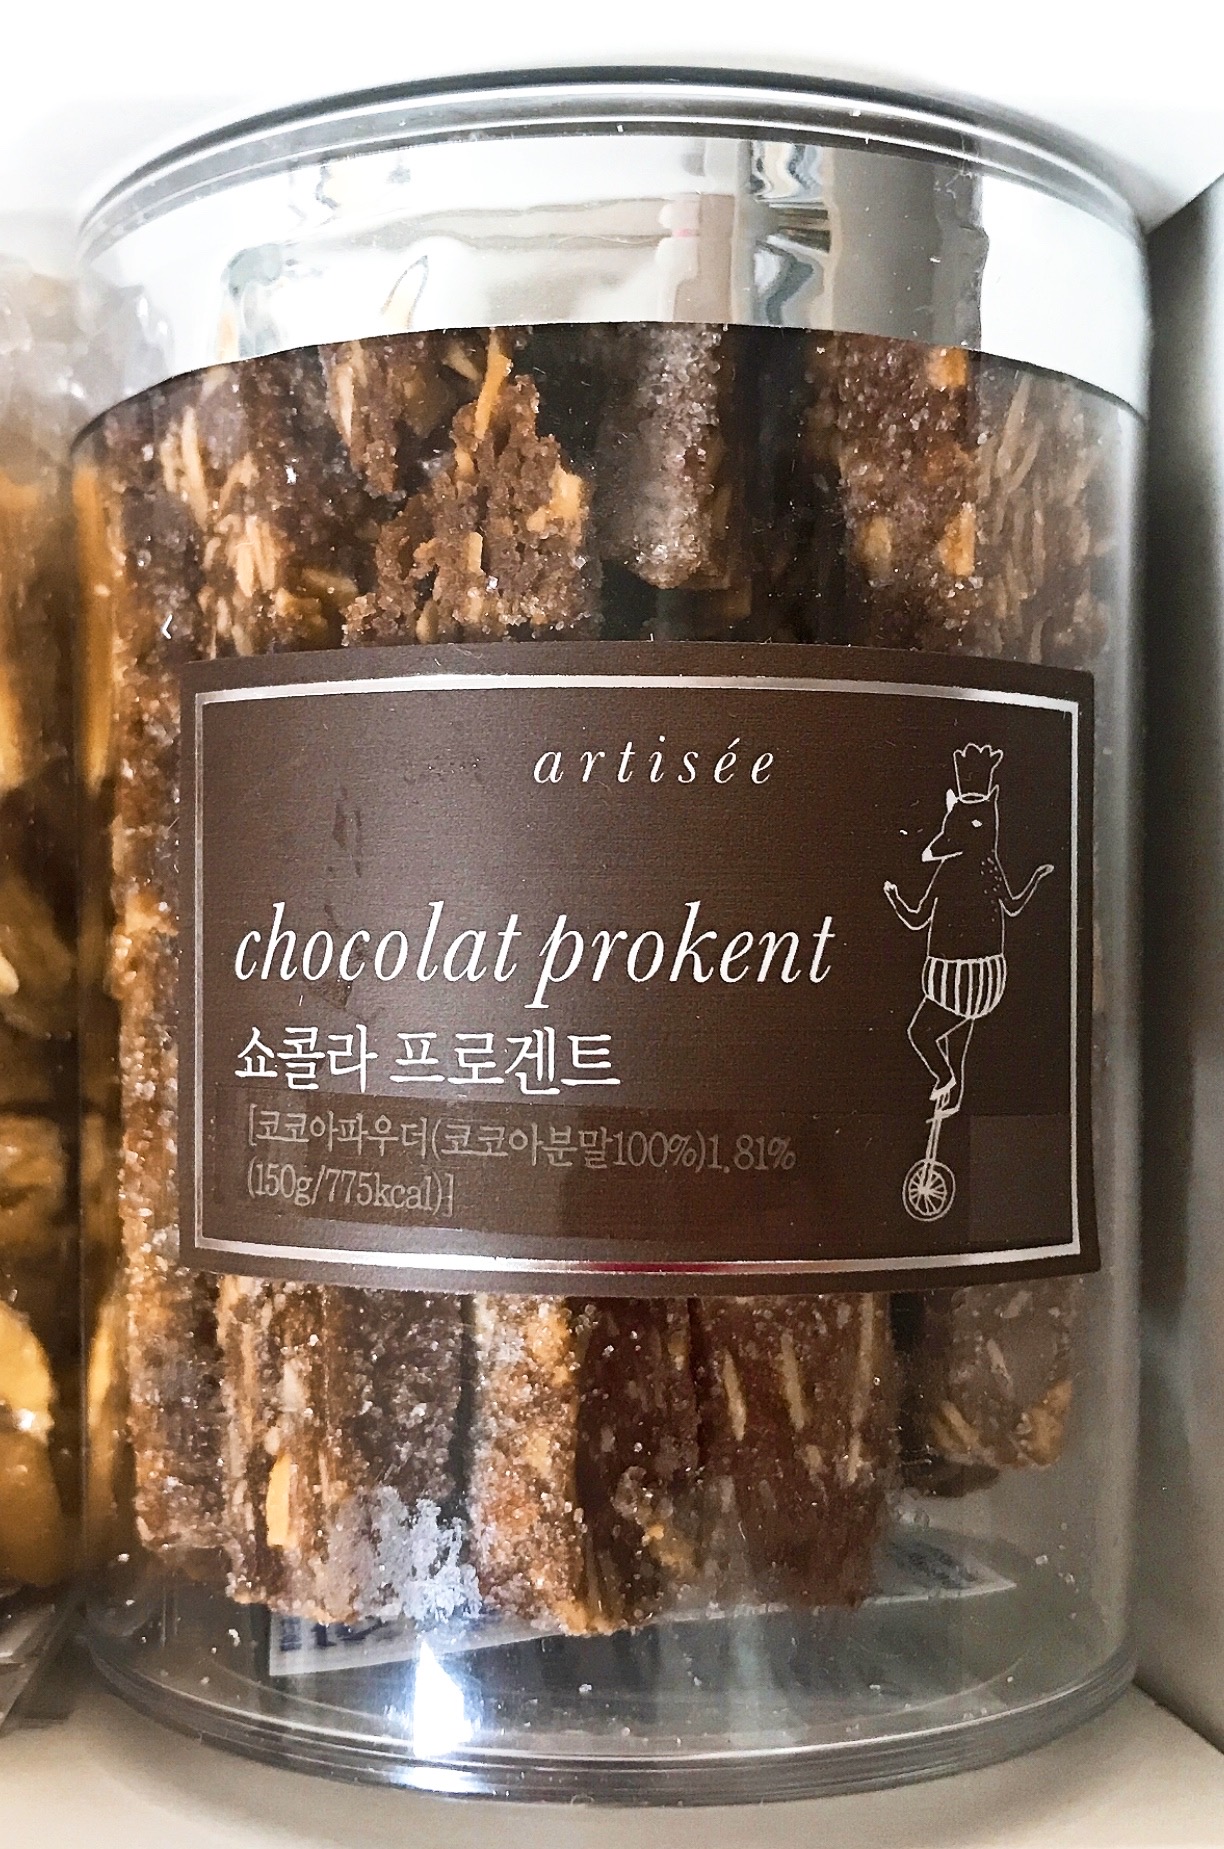 artisée
chocolat prokent
쇼콜라 프로겐트
[코코아파우더(코코아분말100%)1.81%
(150g/775kcal)]